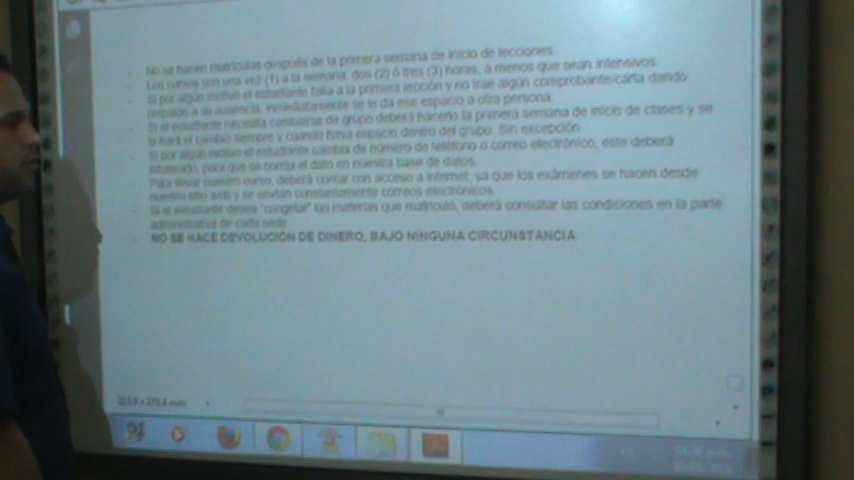 No se hacen matrículas después de la primera semana de inicio de lecciones.
Los cursos son una vez (1) a la semana, dos (2) ó tres (3) horas, a menos que sean intensivos.
Si por algún motivo el estudiante falta a la primera lección y no trae algún comprobante/carta dando
respaldo a su ausencia, inmediatamente se le da ese espacio a otra persona.
Si el estudiante necesita cambiarse de grupo deberá hacerlo la primera semana de inicio de clases y se
le hará el cambio siempre y cuando haya espacio dentro del grupo. Sin excepción.
Si por algún motivo el estudiante cambia de número de teléfono o correo electrónico, este deberá
informarlo, para que se corrija el dato en nuestra base de datos.
Para llevar nuestro curso, deberá contar con acceso a internet, ya que los exámenes se hacen desde
nuestro sitio web y se envían constantemente correos electrónicos.
Si el estudiante desea "congelar" las materias que matriculó, deberá consultar las condiciones en la parte
administrativa de cada sede.
NO SE HACE DEVOLUCIÓN DE DINERO, BAJO NINGUNA CIRCUNSTANCIA